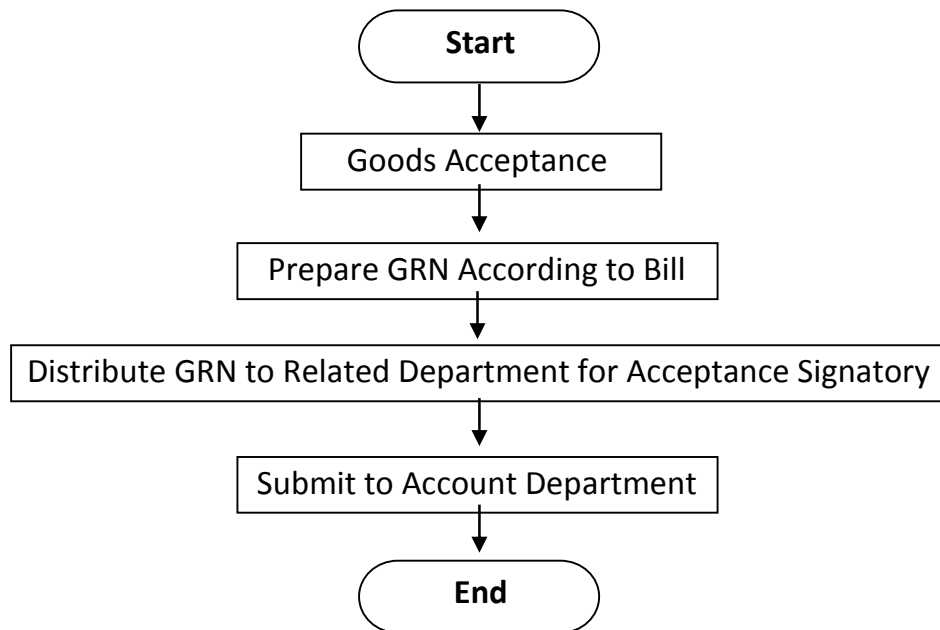 Start
Goods Acceptance
Prepare GRN According to Bill
Distribute GRN to Related Department for Acceptance Signatory
Submit to Account Department
End